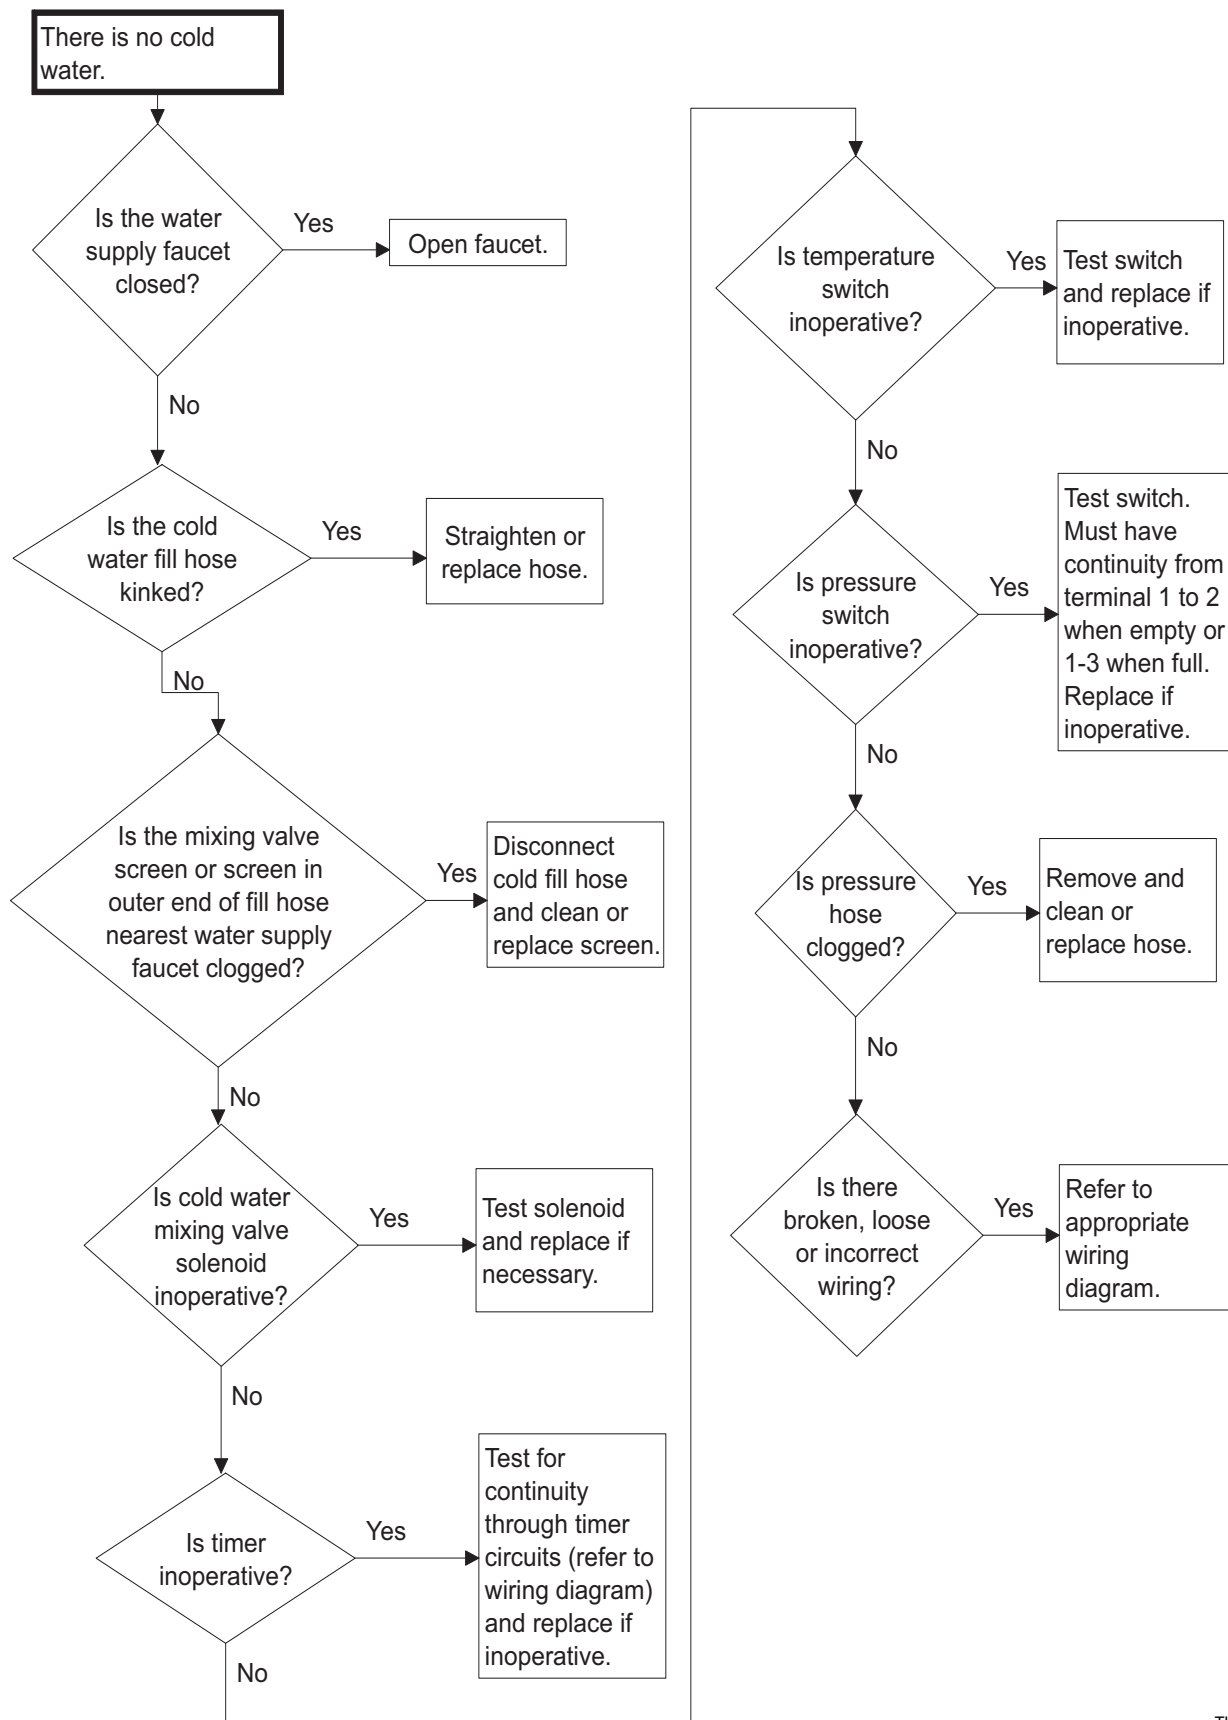 There is no cold
water.
Is the water
supply faucet
closed?
Yes
Open faucet.
No
Is the cold
water fill hose
kinked?
Yes
Straighten or
replace hose.
No
Is the mixing valve
screen or screen in
outer end of fill hose
nearest water supply
faucet clogged?
Yes
Disconnect
cold fill hose
and clean or
replace screen.
No
Is cold water
mixing valve
solenoid
inoperative?
Yes
Test solenoid
and replace if
necessary.
No
Is timer
inoperative?
Yes
Test for
continuity
through timer
circuits (refer to
wiring diagram)
and replace if
inoperative.
No
Is temperature
switch
inoperative?
Yes
Test switch
and replace if
inoperative.
No
Is pressure
switch
inoperative?
Yes
Test switch.
Must have
continuity from
terminal 1 to 2
when empty or
1-3 when full.
Replace if
inoperative.
No
Is pressure
hose
clogged?
Yes
Remove and
clean or
replace hose.
No
Is there
broken, loose
or incorrect
wiring?
Yes
Refer to
appropriate
wiring
diagram.